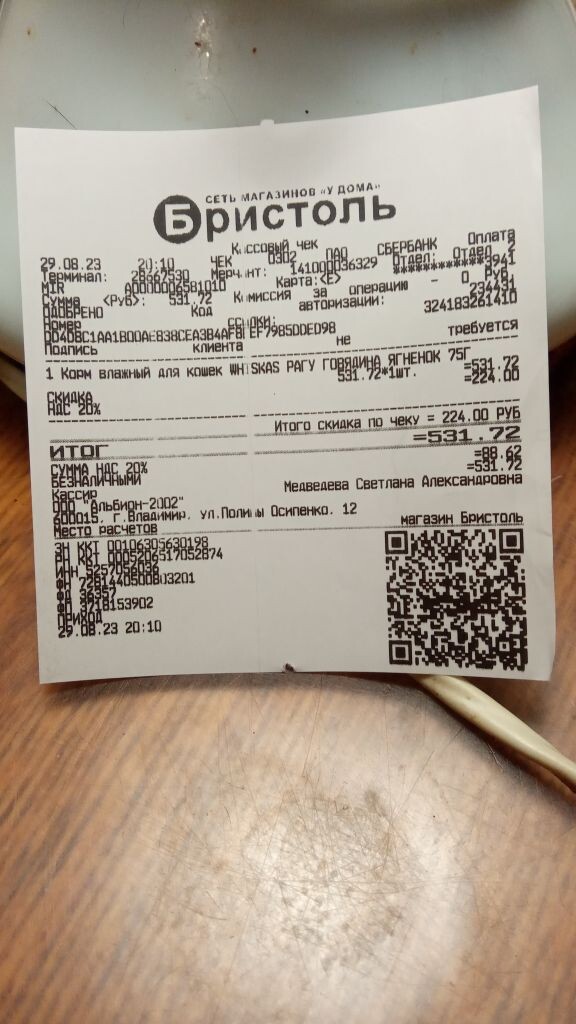 СЕТЬ МАГАЗИНОВ «У ДОМА»
Бристоль
Кассовый чек
29.08.23 20:10 ЧЕК 0302 ПАО СБЕРБАНК Оплата
Терминал: 28667530 Мерчант: 141000036329 Отдел: Отдел 2
MIR A0000006581010 Карта:(E) ************3941
Сумма (Руб): 531.72 Комиссия за операцию - 0 Руб.
ОДОБРЕНО Код авторизации: 234431
Номер ссылки: 324183261410
Подпись клиента не требуется
1 Корм влажный для кошек WHISKAS РАГУ ГОВЯДИНА ЯГНЕНОК 75Г
531.72*1шт. =531.72
СКИДКА =224.00
НДС 20%
Итого скидка по чеку = 224.00 РУБ
ИТОГ =531.72
СУММА НДС 20% =88.62
БЕЗНАЛИЧНЫМИ =531.72
Кассир Медведева Светлана Александровна
ООО "Альбион-2002"
600015, г.Владимир, ул.Полины Осипенко, 12
Место расчетов магазин Бристоль
ЗН ККТ 00106305630198
РН ККТ 0005206317052874
ИНН 5257056036
ФН 7281440500803201
ФД 36357
ФП 3718153902
ПРИХОД
29.08.23 20:10